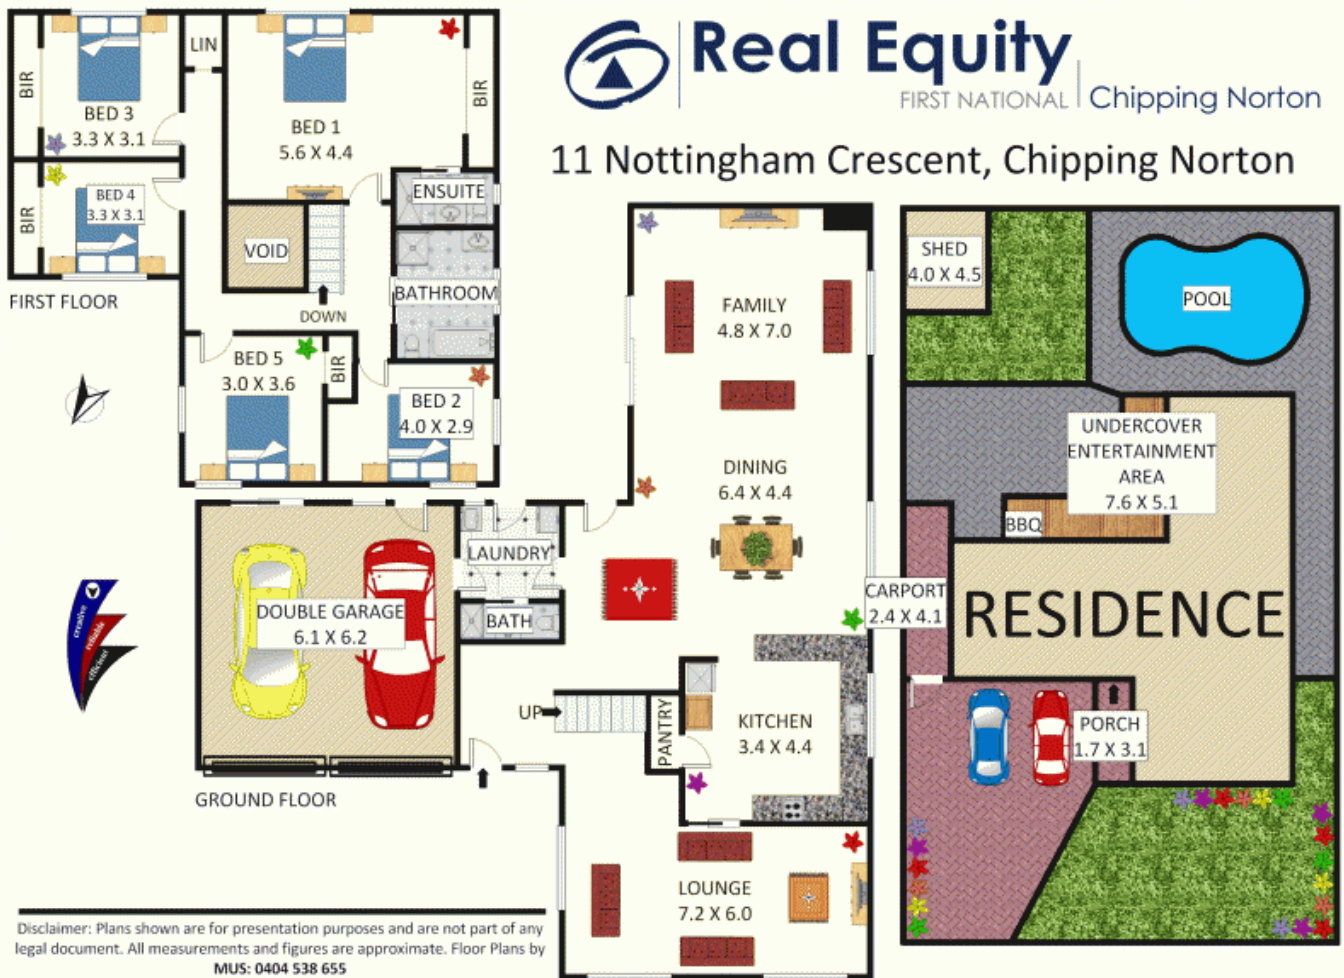 Real Equity
FIRST NATIONAL
Chipping Norton
11 Nottingham Crescent, Chipping Norton
BIR
BED 3
3.3 X 3.1
LIN
BED 1
5.6 X 4.4
BIR
BIR
BED 4
3.3 X 3.1
ENSUITE
VOID
BATHROOM
FIRST FLOOR
DOWN
BED 5
3.0 X 3.6
BIR
BED 2
4.0 X 2.9
FAMILY
4.8 X 7.0
DINING
6.4 X 4.4
LAUNDRY
BATH
DOUBLE GARAGE
6.1 X 6.2
UP
PANTRY
KITCHEN
3.4 X 4.4
GROUND FLOOR
LOUNGE
7.2 X 6.0
SHED
4.0 X 4.5
POOL
UNDERCOVER
ENTERTAINMENT
AREA
7.6 X 5.1
BBQ
CARPORT
2.4 X 4.1
RESIDENCE
PORCH
1.7 X 3.1
creative
reliable
efficient
Disclaimer: Plans shown are for presentation purposes and are not part of any
legal document. All measurements and figures are approximate. Floor Plans by
MUS: 0404 538 655